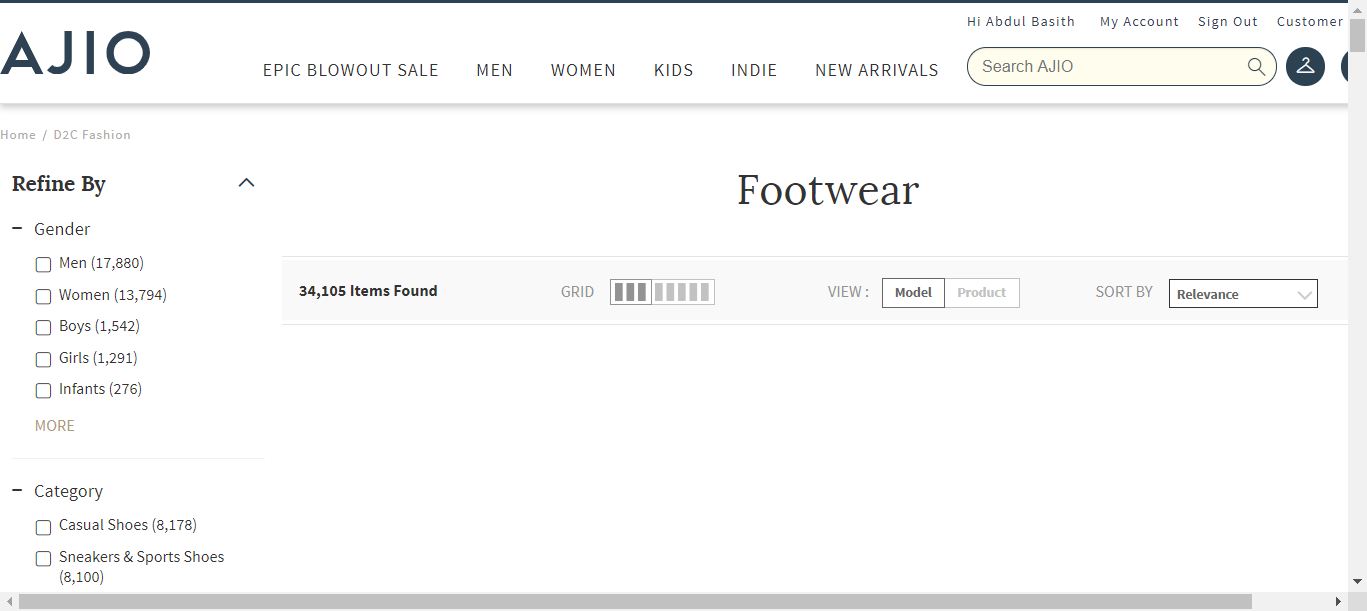 Hi Abdul Basith My Account Sign Out Customer
AJIO
EPIC BLOWOUT SALE MEN WOMEN KIDS INDIE NEW ARRIVALS Search AJIO
Home / D2C Fashion
Refine By
Footwear
Gender
Men (17,880)
Women (13,794)
Boys (1,542)
Girls (1,291)
Infants (276)
MORE
34,105 Items Found GRID VIEW : Model Product SORT BY Relevance
Category
Casual Shoes (8,178)
Sneakers & Sports Shoes
(8,100)